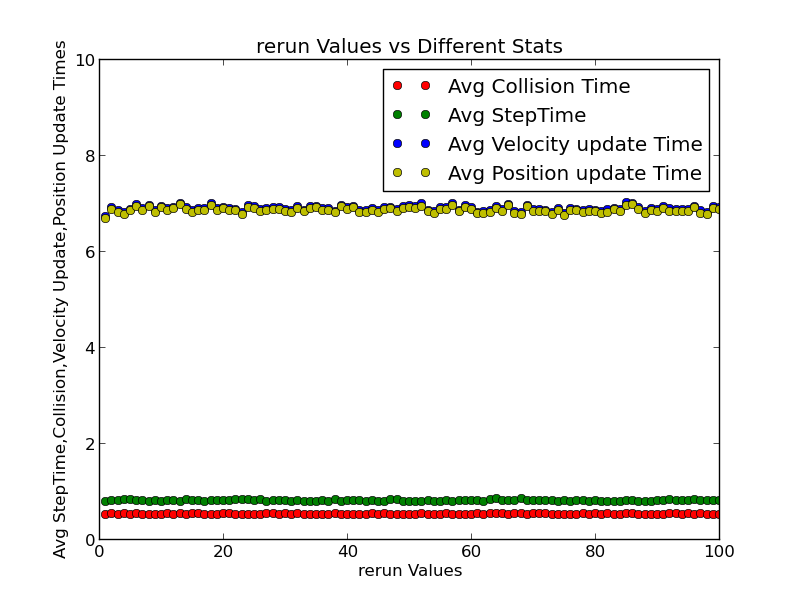 rerun Values vs Different Stats
Avg StepTime,Collision,Velocity Update,Position Update Times
10
8
6
4
2
0
Avg Collision Time
Avg StepTime
Avg Velocity update Time
Avg Position update Time
0 20 40 60 80 100
rerun Values